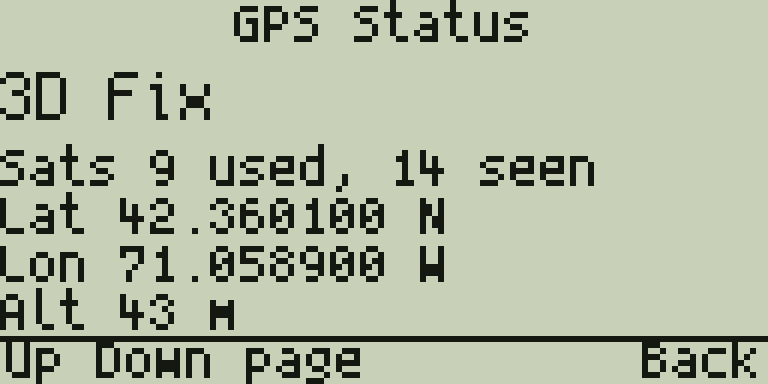 GPS Status
3D Fix
Sats 9 used, 14 seen
Lat 42.360100 N
Lon 71.058900 W
Alt 43 m
Up Down page Back